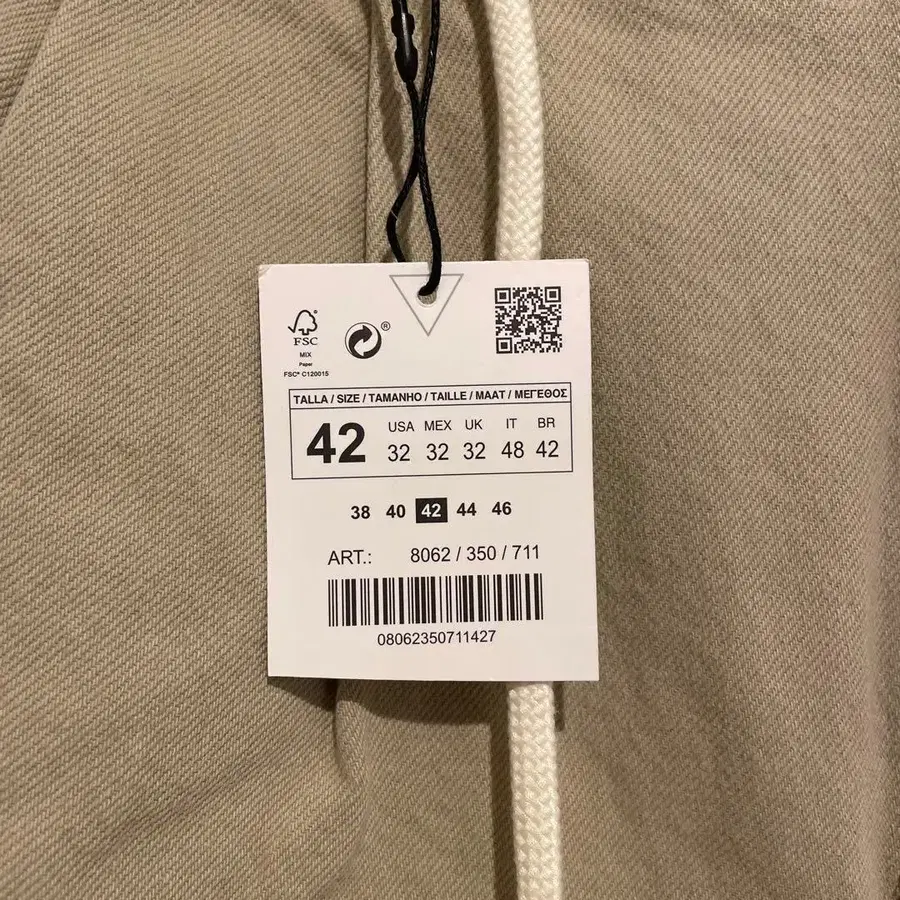 FSC
MIX
Paper
FSC® C120015
®
TALLA / SIZE / TAMANHO / TAILLE / MAAT / ΜΕΓΕΘΟΣ
42
USA MEX UK IT BR
32 32 32 48 42
38 40 42 44 46
ART.: 8062 / 350 / 711
08062350711427